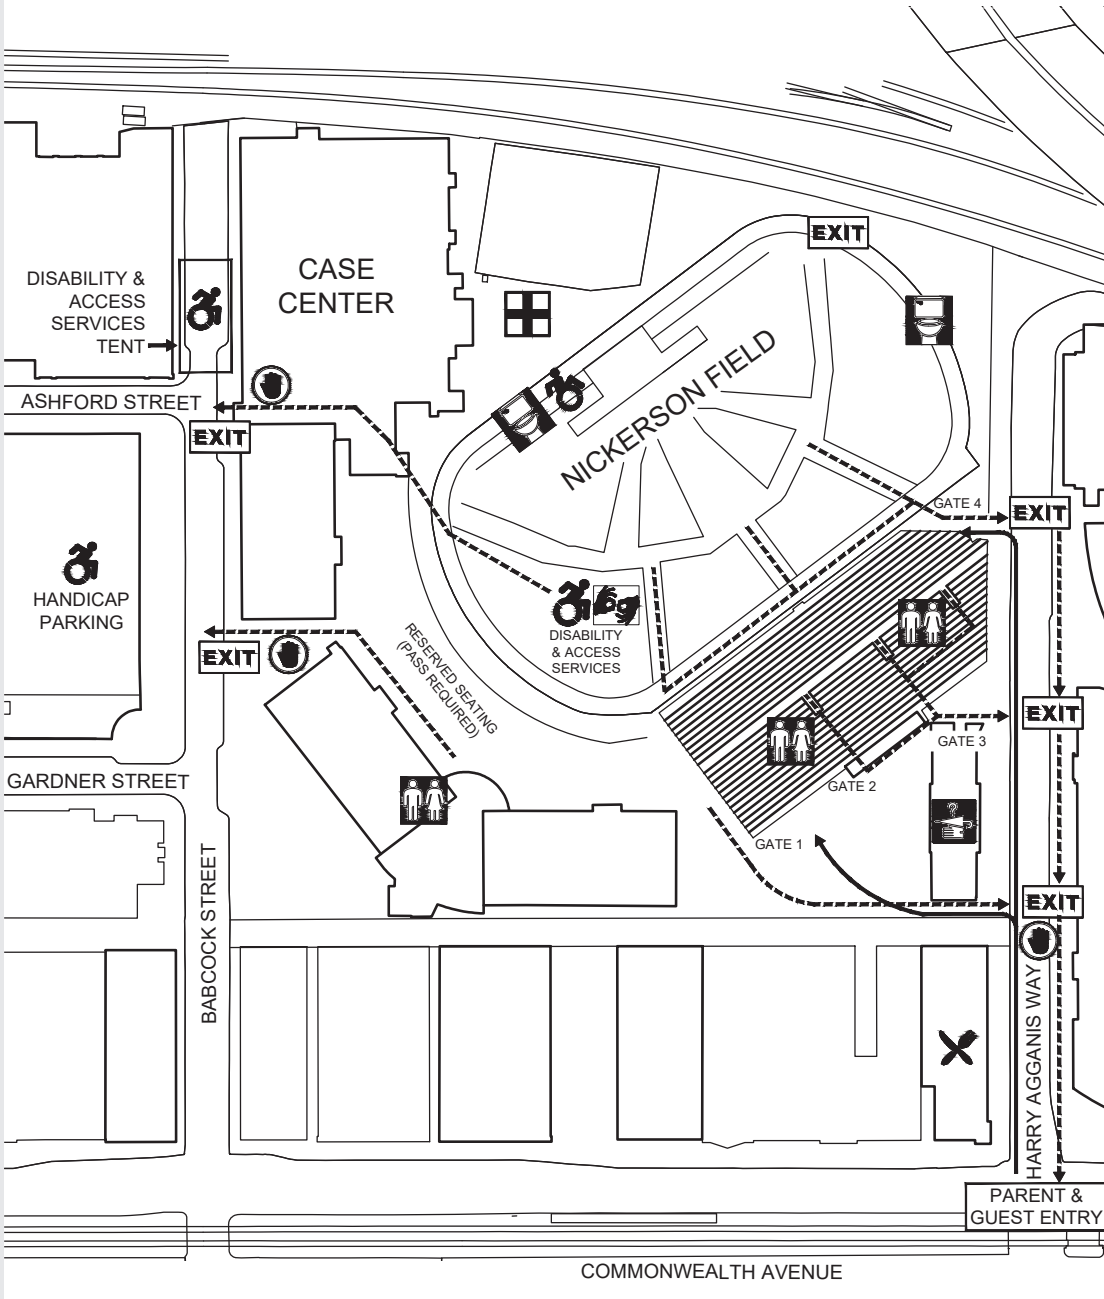 EXIT
DISABILITY &
ACCESS
SERVICES
TENT
CASE
CENTER
NICKERSON FIELD
ASHFORD STREET
EXIT
GATE 4
EXIT
HANDICAP
PARKING
DISABILITY
& ACCESS
SERVICES
EXIT
RESERVED SEATING
(PASS REQUIRED)
EXIT
GATE 3
GARDNER STREET
GATE 2
GATE 1
EXIT
BABCOCK STREET
HARRY AGGANIS WAY
PARENT &
GUEST ENTRY
COMMONWEALTH AVENUE